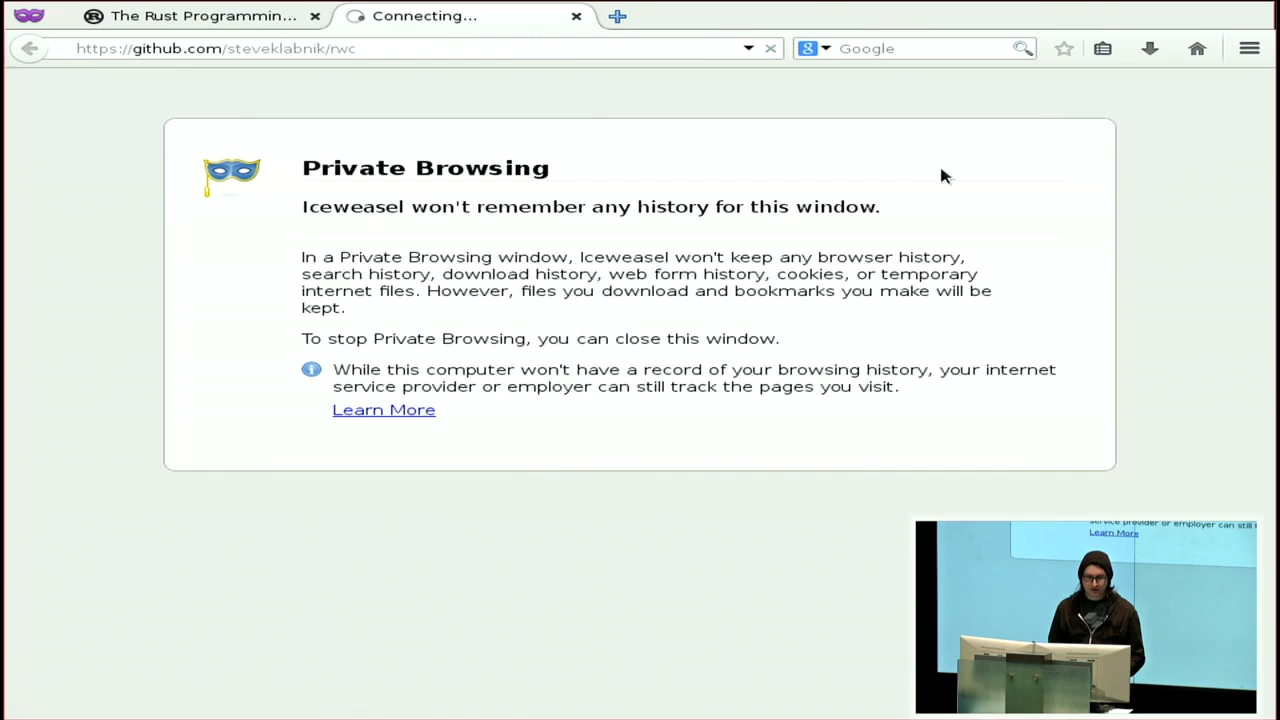 The Rust Programmin...
Connecting...
https://github.com/steveklabnik/rwc
Google
Private Browsing
Iceweasel won't remember any history for this window.
In a Private Browsing window, Iceweasel won't keep any browser history,
search history, download history, web form history, cookies, or temporary
internet files. However, files you download and bookmarks you make will be
kept.
To stop Private Browsing, you can close this window.
While this computer won't have a record of your browsing history, your internet
service provider or employer can still track the pages you visit.
Learn More
service provider or employer can still
Learn More